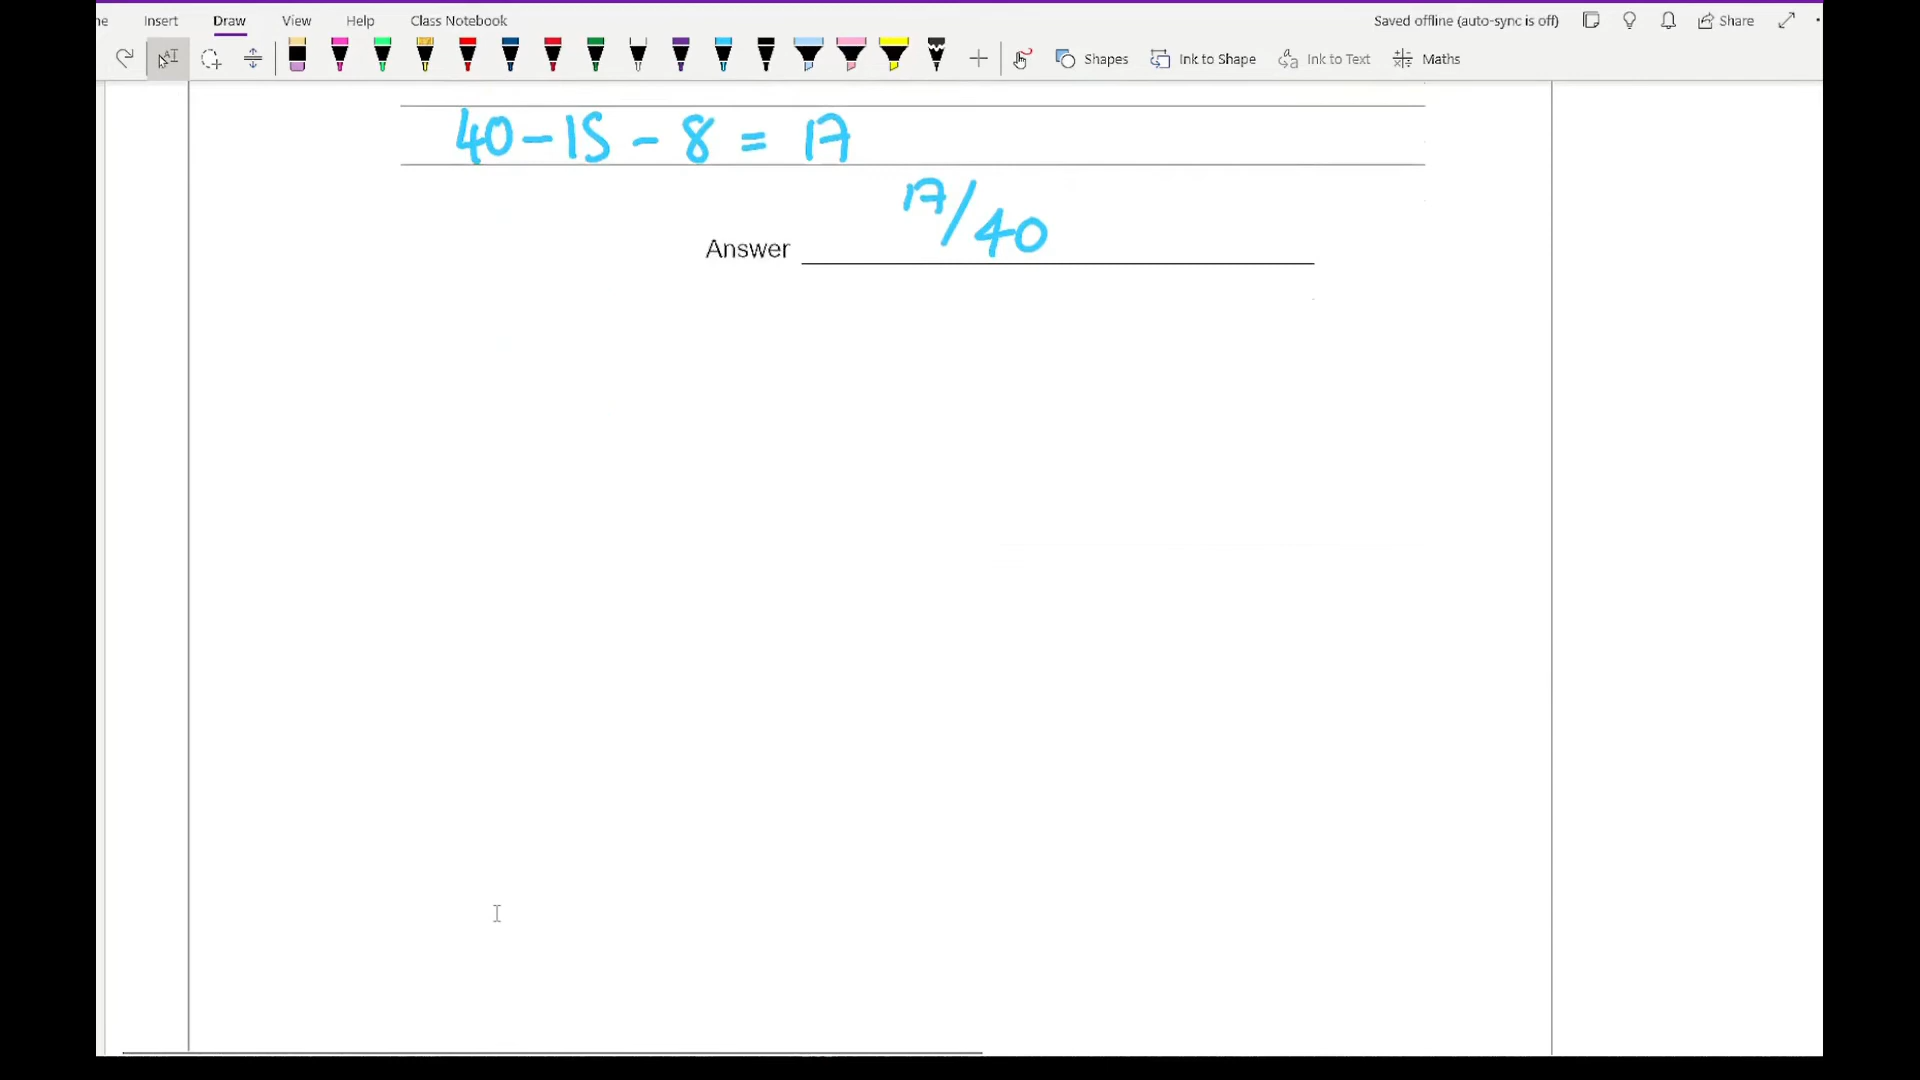 Insert Draw View Help Class Notebook Saved offline (auto-sync is off) Share
Shapes Ink to Shape Ink to Text Maths
40 - 15 - 8 = 17
17/40
Answer